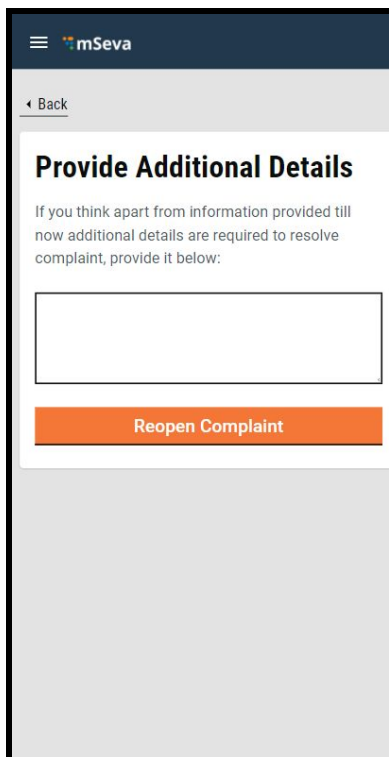 mSeva
Back
Provide Additional Details
If you think apart from information provided till
now additional details are required to resolve
complaint, provide it below:
Reopen Complaint